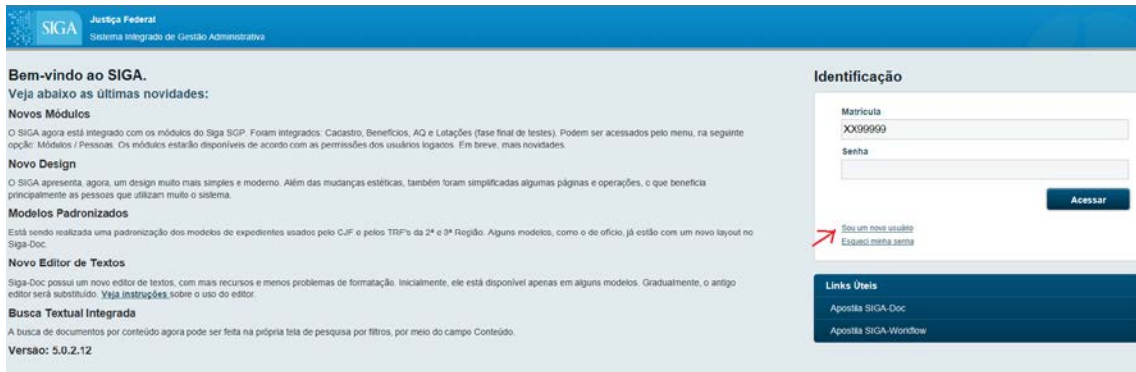 SIGA
Justiça Federal
Sistema Integrado de Gestão Administrativa
Bem-vindo ao SIGA.
Veja abaixo as últimas novidades:
Novos Módulos
O SIGA agora está integrado com os módulos do Siga SGP. Foram integrados: Cadastro, Benefícios, AQ e Lotações (fase final de testes). Podem ser acessados pelo menu, na seguinte
opção: Módulos / Pessoas. Os módulos estarão disponíveis de acordo com as permissões dos usuários logados. Em breve, mais novidades.
Novo Design
O SIGA apresenta, agora, um design muito mais simples e moderno. Além das mudanças estéticas, também foram simplificadas algumas páginas e operações, o que beneficia
principalmente as pessoas que utilizam muito o sistema.
Modelos Padronizados
Está sendo realizada uma padronização dos modelos de expedientes usados pelo CJF e pelos TRF's da 2ª e 3ª Região. Alguns modelos, como o de ofício, já estão com um novo layout no
Siga-Doc.
Novo Editor de Textos
Siga-Doc possui um novo editor de textos, com mais recursos e menos problemas de formatação. Inicialmente, ele está disponível apenas em alguns modelos. Gradualmente, o antigo
editor será substituído. Veja instruções sobre o uso do editor.
Busca Textual Integrada
A busca de documentos por conteúdo agora pode ser feita na própria tela de pesquisa por filtros, por meio do campo Conteúdo.
Versão: 5.0.2.12
Identificação
Matrícula
XX99999
Senha
Acessar
Sou um novo usuário
Esqueci minha senha
Links Úteis
Apostila SIGA-Doc
Apostila SIGA-Workflow